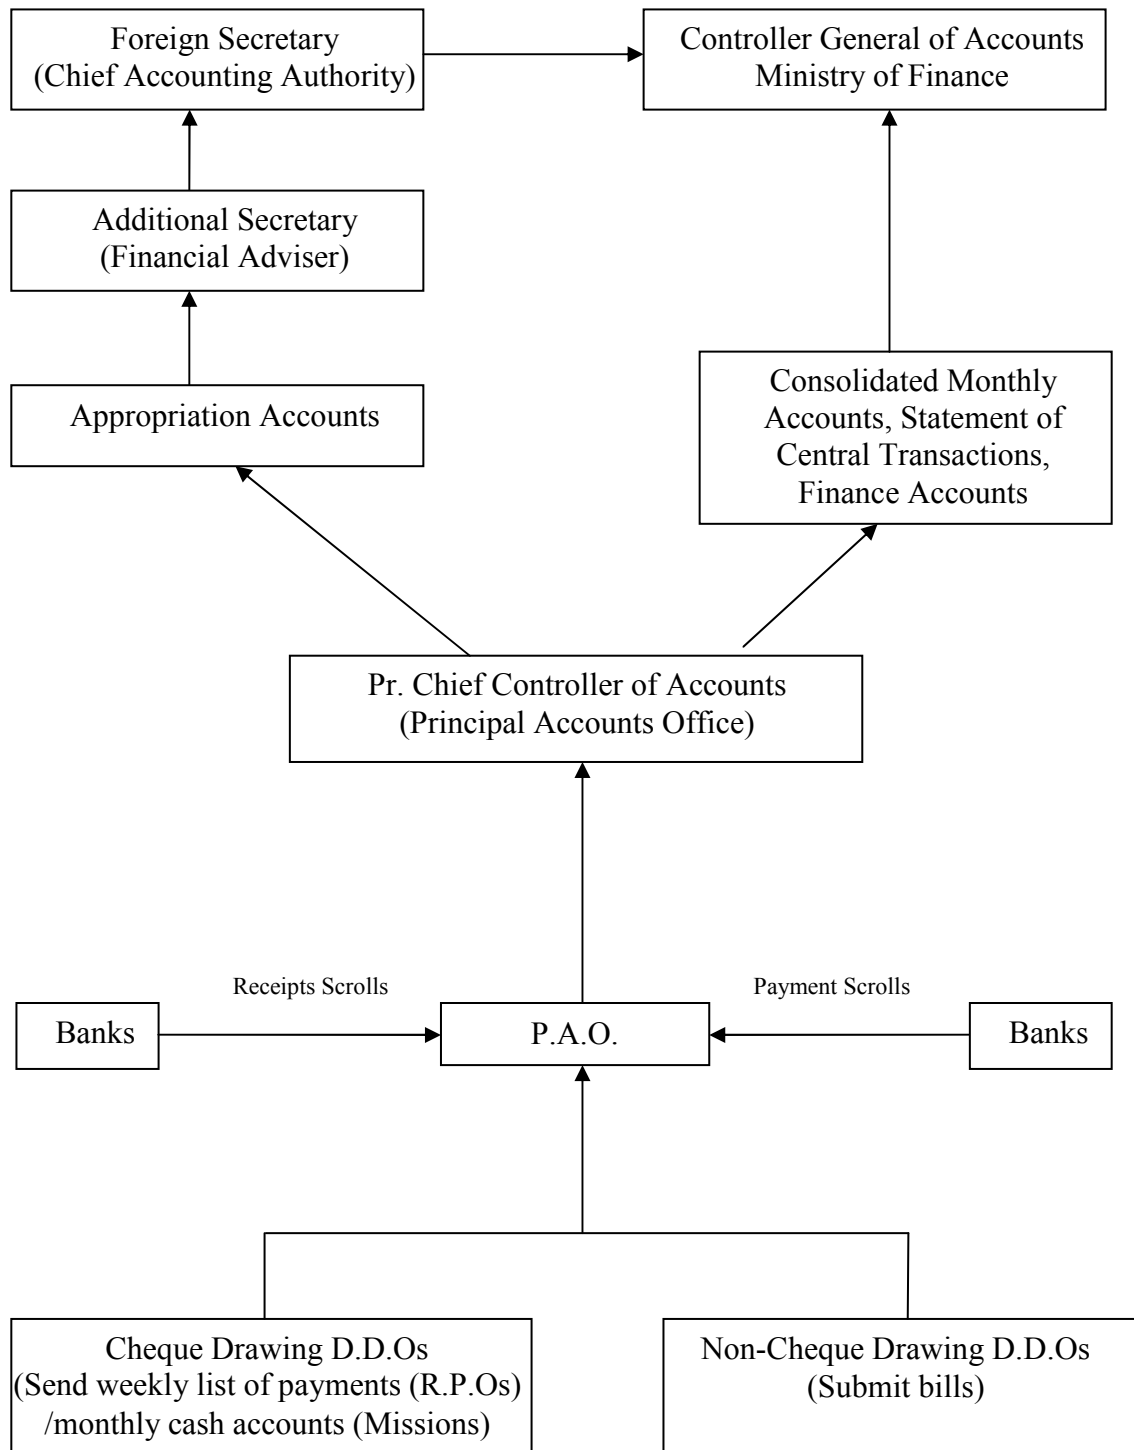 Foreign Secretary
(Chief Accounting Authority)
Controller General of Accounts
Ministry of Finance
Additional Secretary
(Financial Adviser)
Appropriation Accounts
Consolidated Monthly
Accounts, Statement of
Central Transactions,
Finance Accounts
Pr. Chief Controller of Accounts
(Principal Accounts Office)
Receipts Scrolls
Payment Scrolls
Banks
P.A.O.
Banks
Cheque Drawing D.D.Os
(Send weekly list of payments (R.P.Os)
/monthly cash accounts (Missions)
Non-Cheque Drawing D.D.Os
(Submit bills)